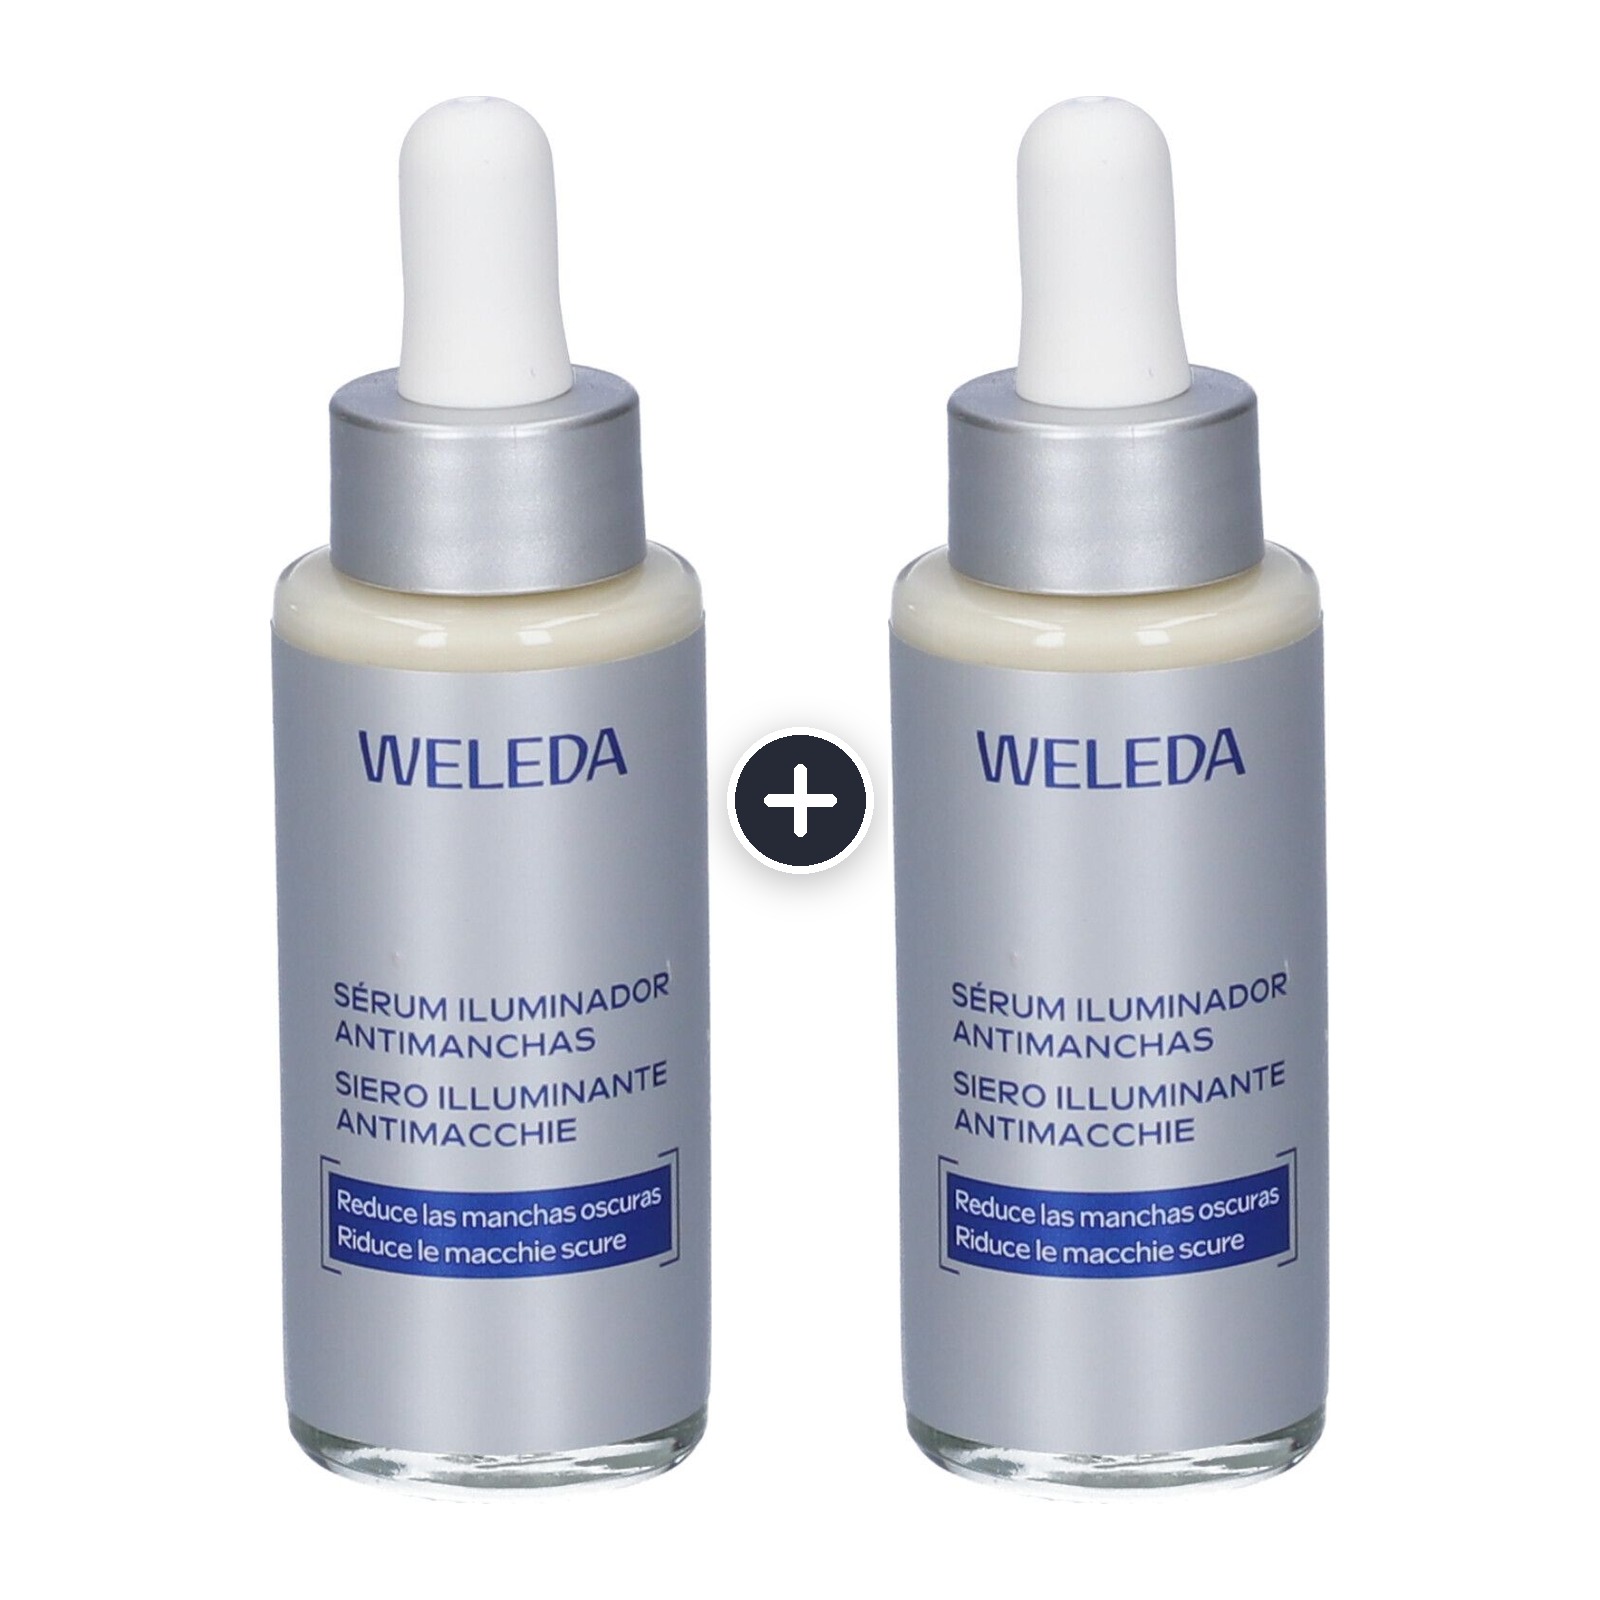 WELEDA
SÉRUM ILUMINADOR
ANTIMANCHAS
SIERO ILLUMINANTE
ANTIMACCHIE
Reduce las manchas oscuras
Riduce le macchie scure
WELEDA
SÉRUM ILUMINADOR
ANTIMANCHAS
SIERO ILLUMINANTE
ANTIMACCHIE
Reduce las manchas oscuras
Riduce le macchie scure